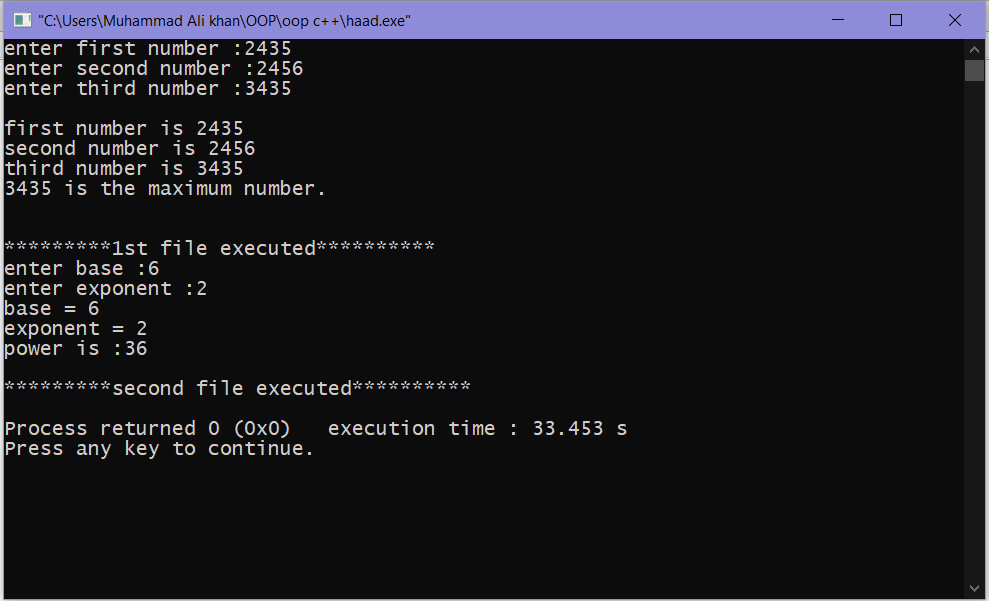 "C:\Users\Muhammad Ali khan\OOP\oop c++\haad.exe"
enter first number :2435
enter second number :2456
enter third number :3435
first number is 2435
second number is 2456
third number is 3435
3435 is the maximum number.
*********1st file executed**********
enter base :6
enter exponent :2
base = 6
exponent = 2
power is :36
*********second file executed**********
Process returned 0 (0x0)   execution time : 33.453 s
Press any key to continue.